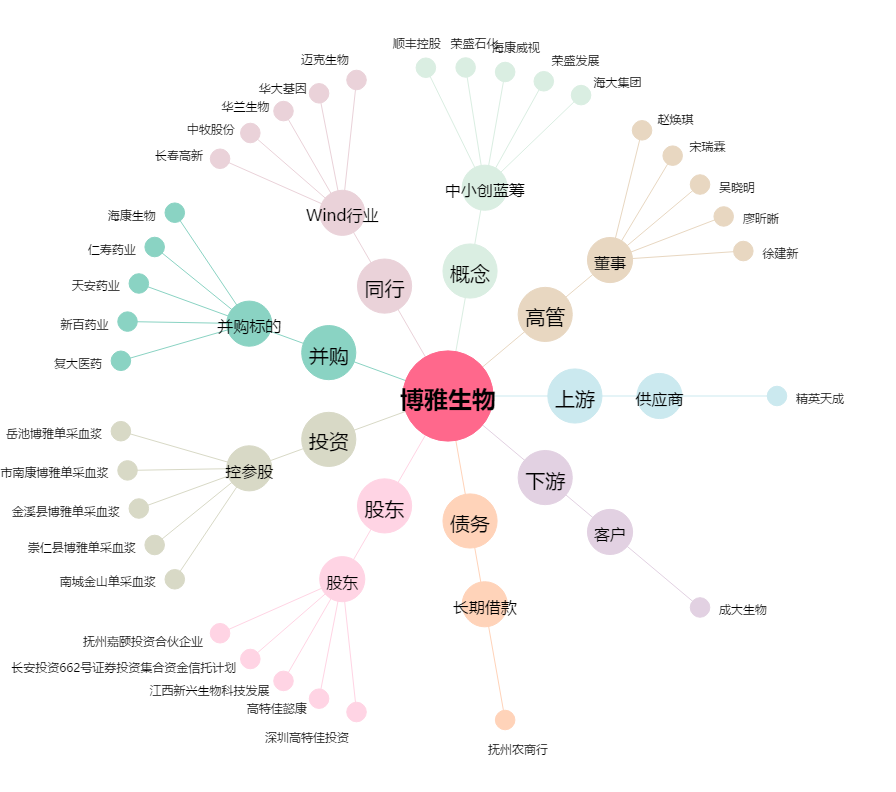 顺丰控股
荣盛石化
海康威视
荣盛发展
海大集团
迈克生物
华大基因
华兰生物
中牧股份
长春高新
赵焕琪
宋瑞霖
吴晓明
廖昕晰
徐建新
中小创蓝筹
Wind行业
董事
概念
同行
高管
海康生物
仁寿药业
天安药业
新百药业
复大医药
并购标的
并购
博雅生物
上游
供应商
精英天成
投资
控参股
岳池博雅单采血浆
市南康博雅单采血浆
金溪县博雅单采血浆
崇仁县博雅单采血浆
南城金山单采血浆
下游
客户
成大生物
股东
股东
债务
长期借款
抚州嘉颐投资合伙企业
长安投资662号证券投资集合资金信托计划
江西新兴生物科技发展
高特佳懿康
深圳高特佳投资
抚州农商行